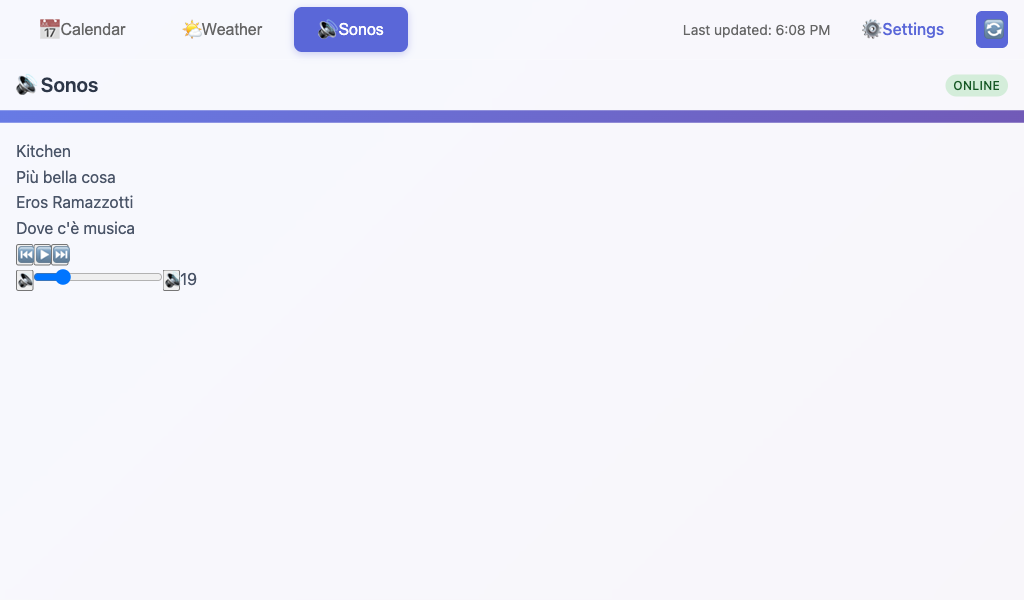 Calendar
Weather
Sonos
Last updated: 6:08 PM
Settings
Sonos
ONLINE
Kitchen
Più bella cosa
Eros Ramazzotti
Dove c'è musica
19